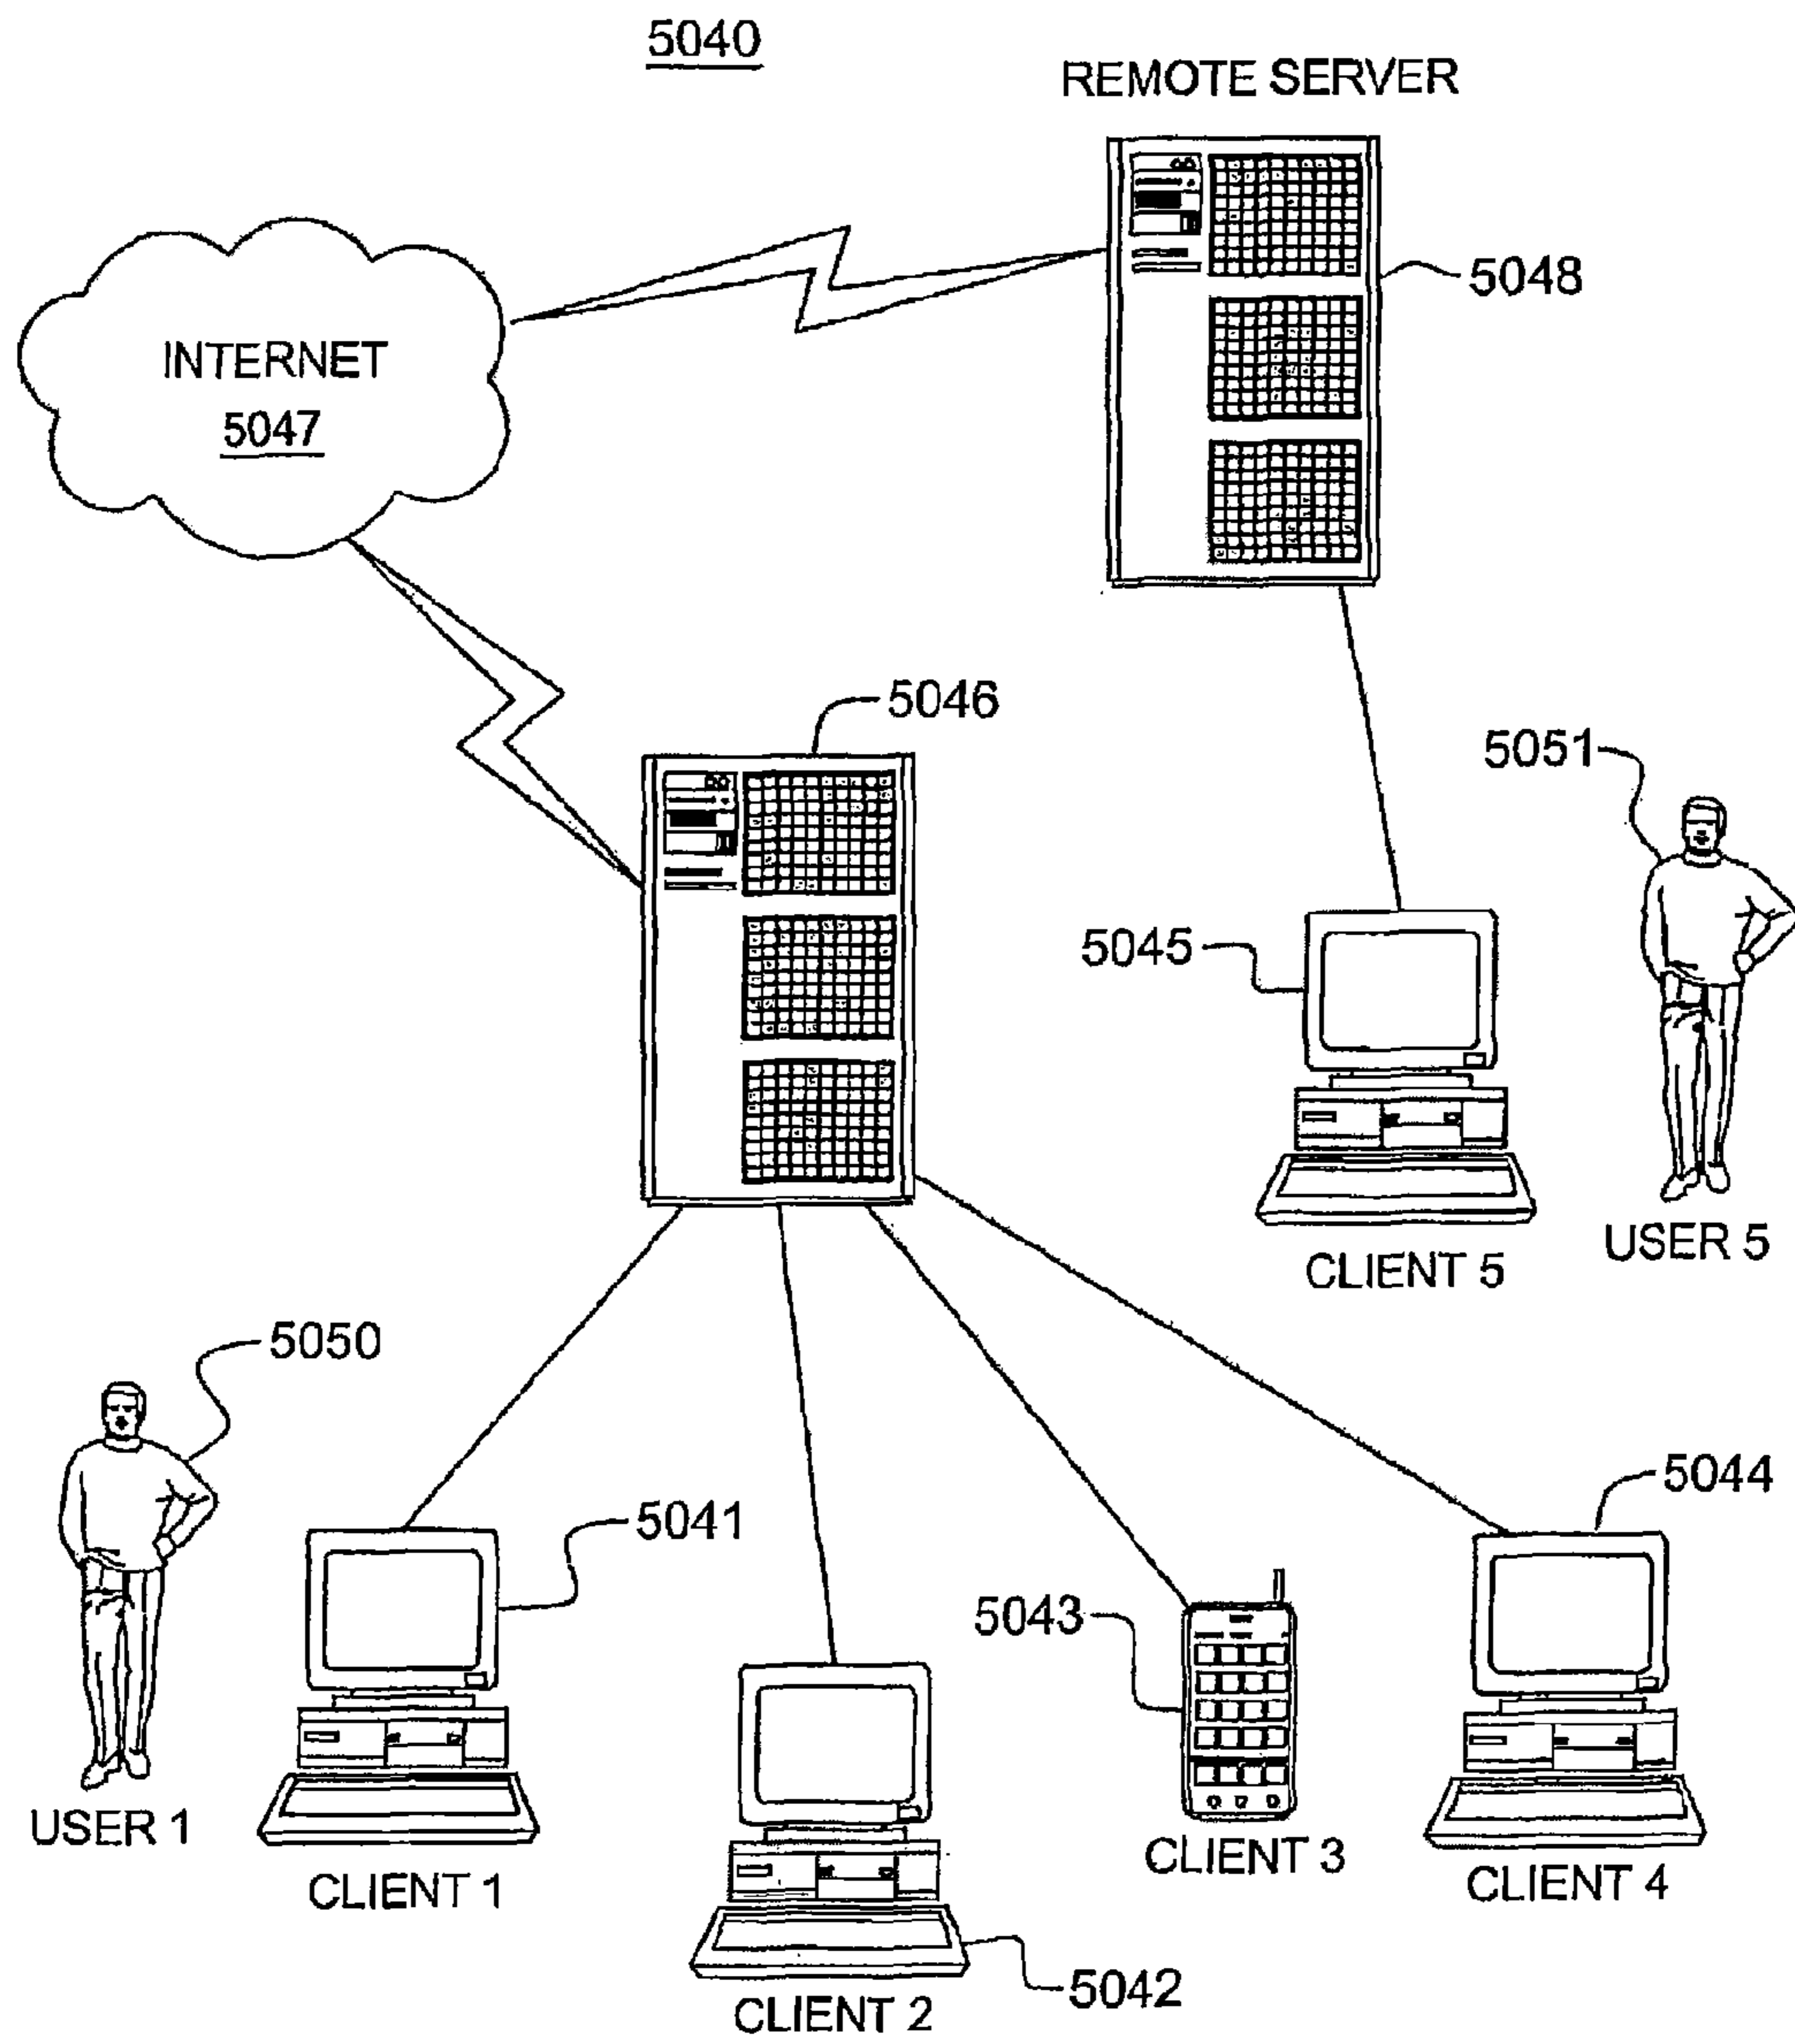 5040
REMOTE SERVER
5048
INTERNET
5047
5046
5051
5045
USER 5
CLIENT 5
5050
5044
5041
5043
USER 1
CLIENT 3
CLIENT 1
CLIENT 4
5042
CLIENT 2